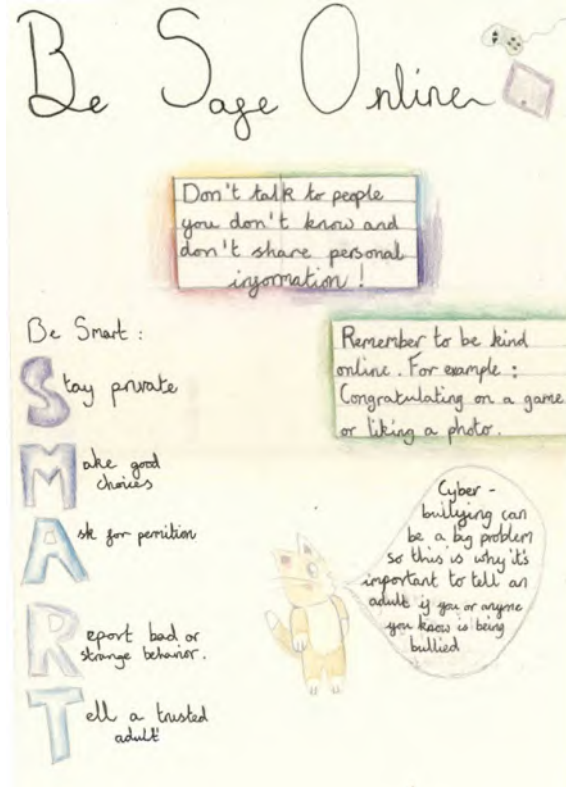 Be Safe Online
Don't talk to people
you don't know and
don't share personal
information !
Be Smart :
Stay private
Make good
choices
Ask for permition
Report bad or
strange behavior.
Tell a trusted
adult
Remember to be kind
online. For example :
Congratulating on a game
or liking a photo.
Cyber -
bullying can
be a big problem
so this is why it's
important to tell an
adult if you or anyone
you know is being
bullied